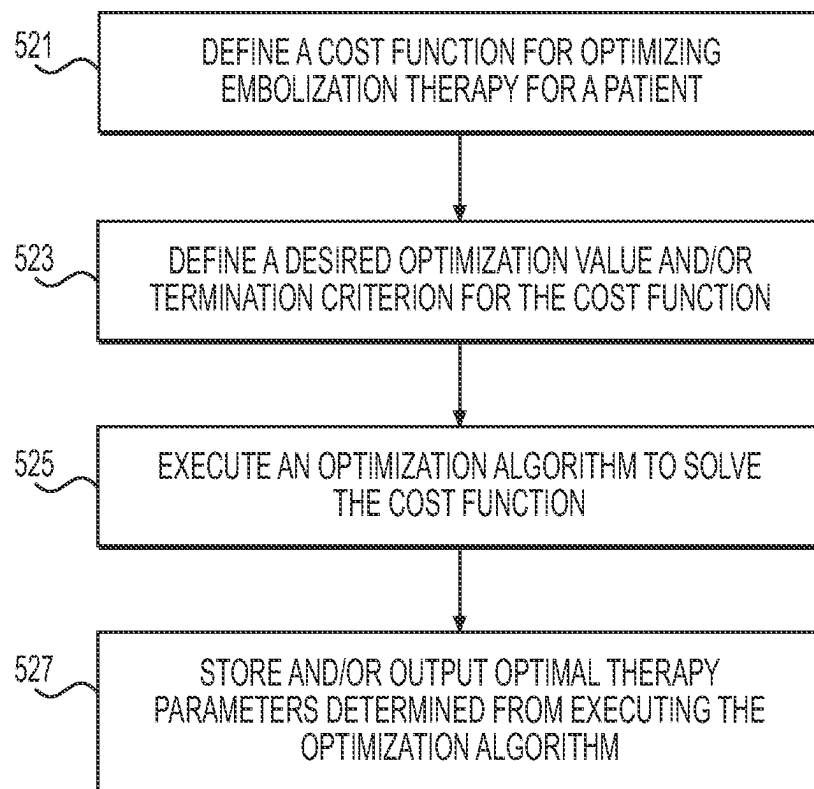 521
DEFINE A COST FUNCTION FOR OPTIMIZING
EMBOLIZATION THERAPY FOR A PATIENT
523
DEFINE A DESIRED OPTIMIZATION VALUE AND/OR
TERMINATION CRITERION FOR THE COST FUNCTION
525
EXECUTE AN OPTIMIZATION ALGORITHM TO SOLVE
THE COST FUNCTION
527
STORE AND/OR OUTPUT OPTIMAL THERAPY
PARAMETERS DETERMINED FROM EXECUTING THE
OPTIMIZATION ALGORITHM